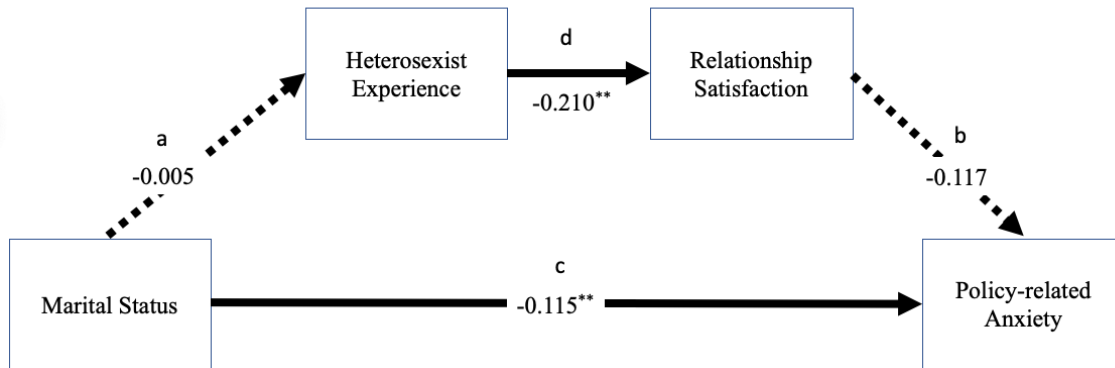 d
Heterosexist
Experience
-0.210**
Relationship
Satisfaction
a
-0.005
b
-0.117
Marital Status
c
-0.115**
Policy-related
Anxiety